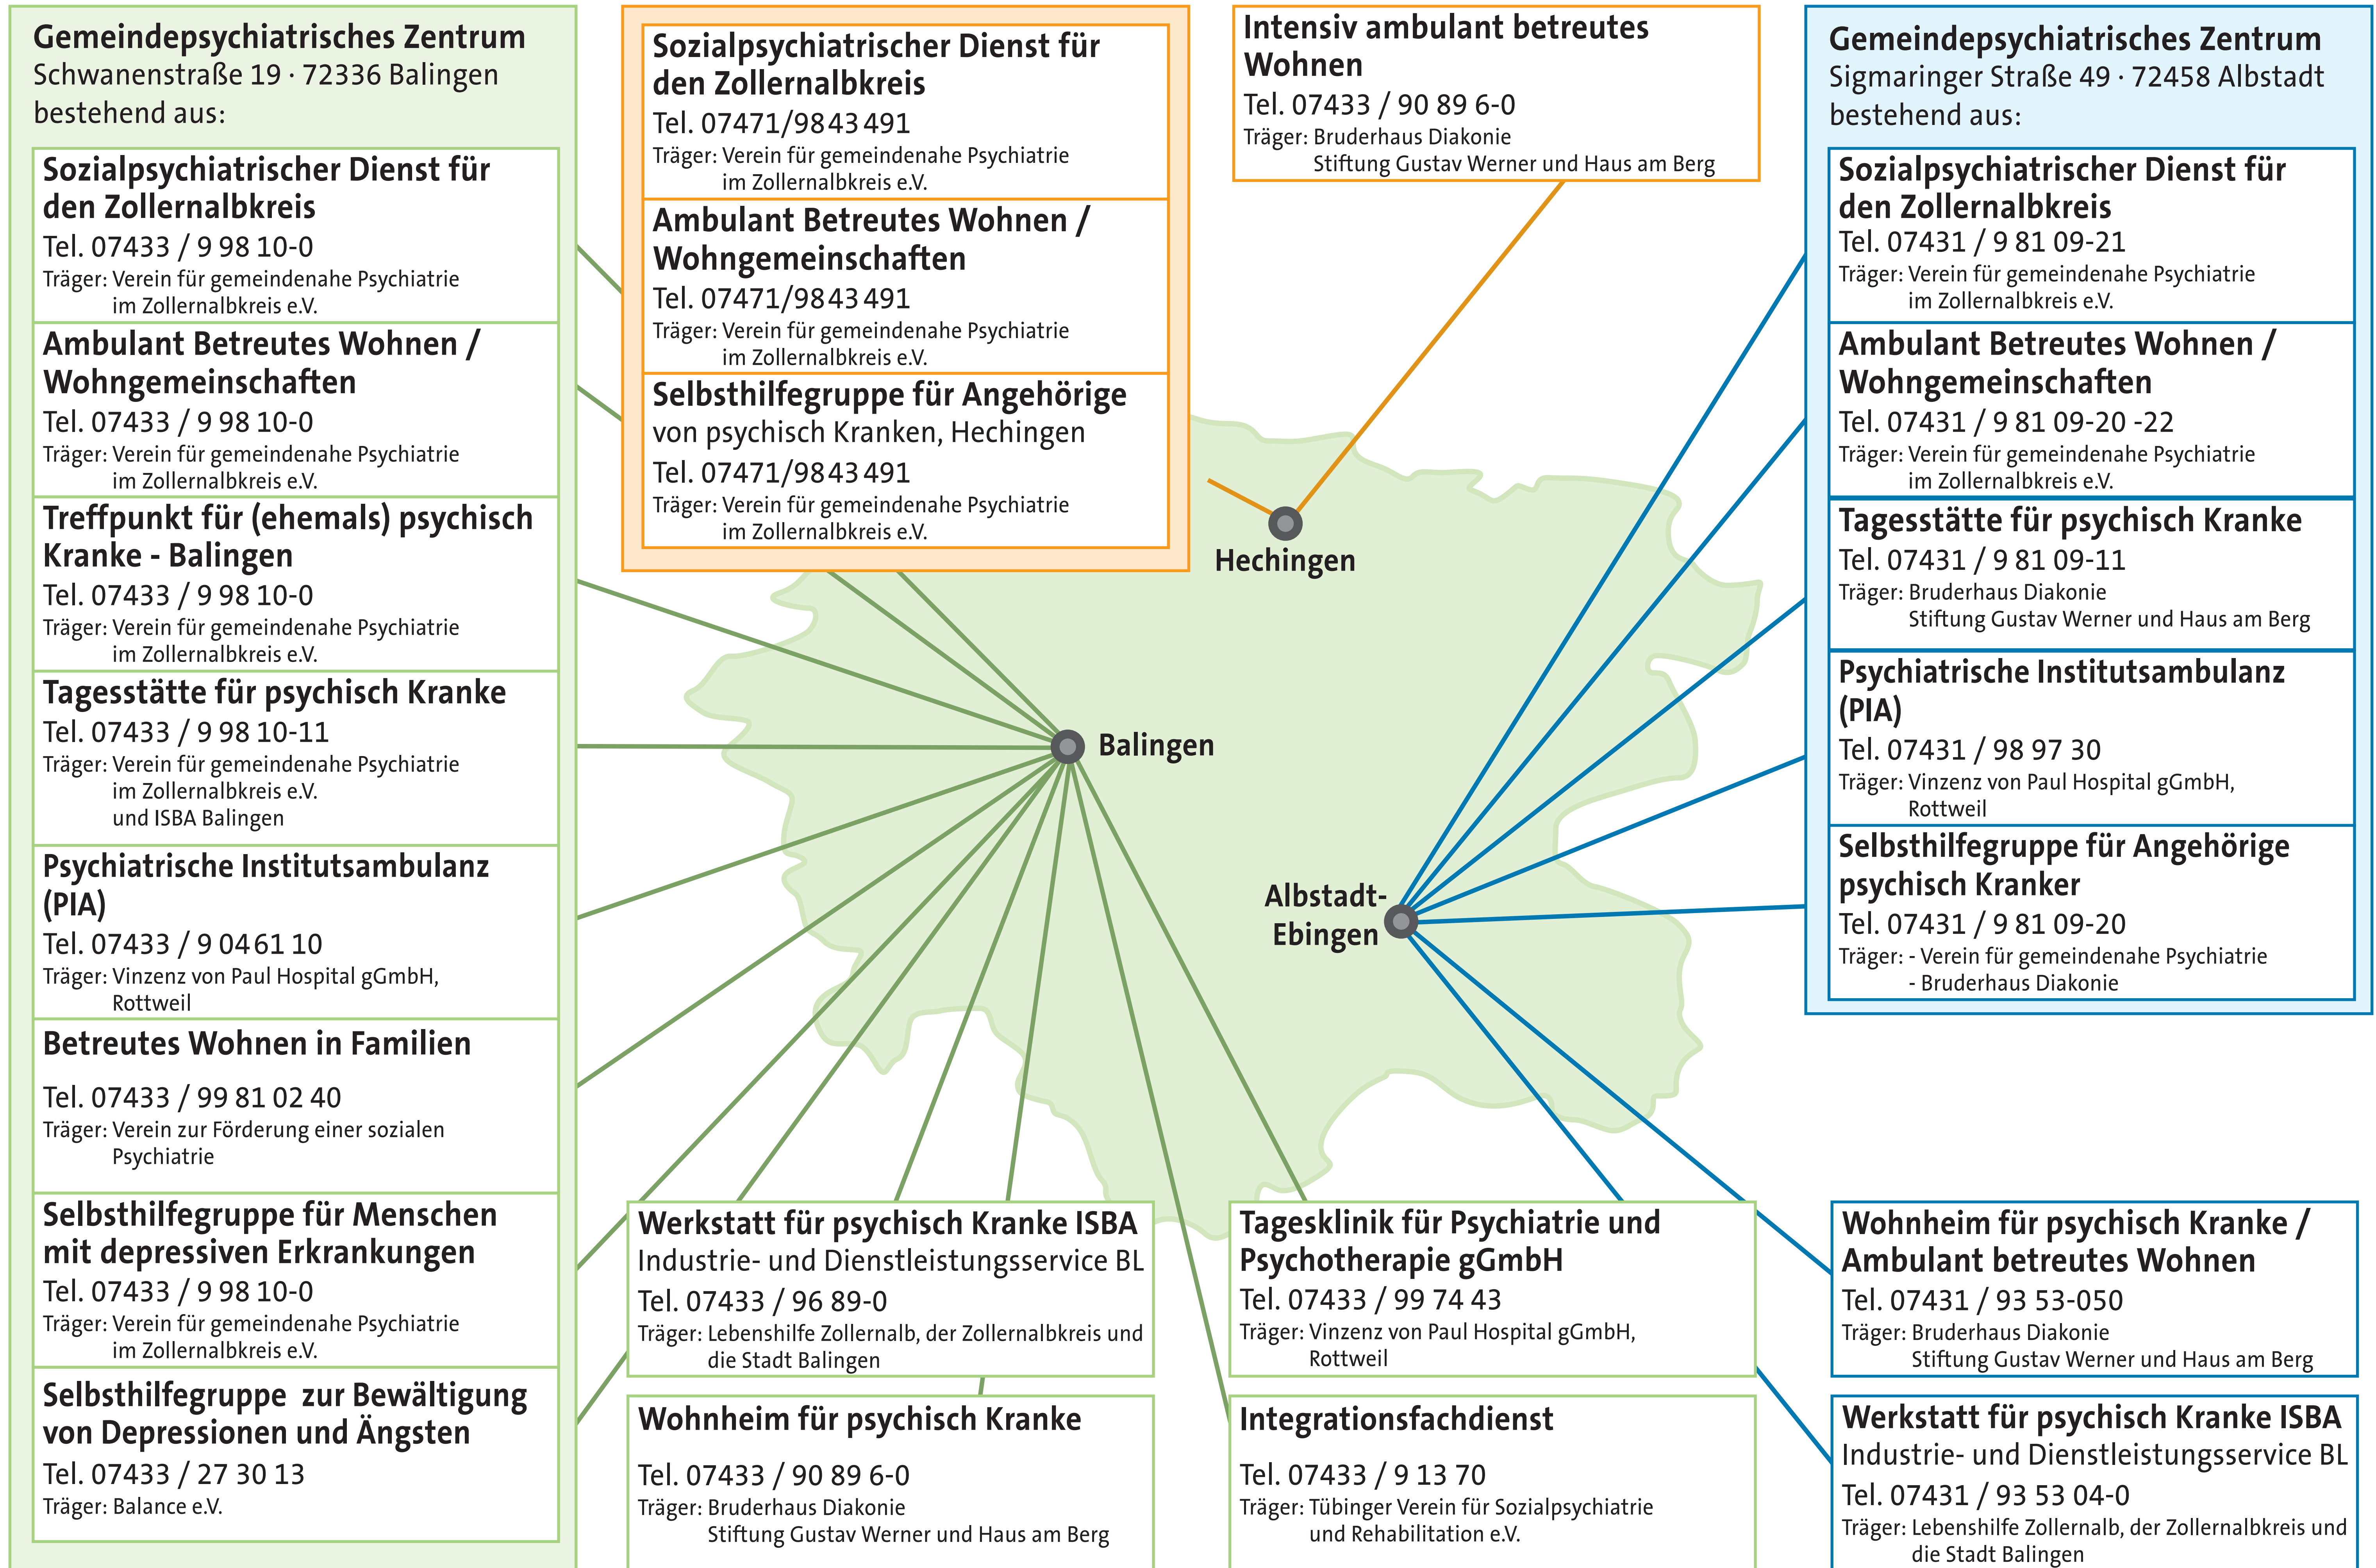 Gemeindepsychiatrisches Zentrum
Schwanenstraße 19 · 72336 Balingen
bestehend aus:
Sozialpsychiatrischer Dienst für
den Zollernalbkreis
Tel. 07433 / 9 98 10-0
Träger: Verein für gemeindenahe Psychiatrie
im Zollernalbkreis e.V.
Ambulant Betreutes Wohnen /
Wohngemeinschaften
Tel. 07433 / 9 98 10-0
Träger: Verein für gemeindenahe Psychiatrie
im Zollernalbkreis e.V.
Treffpunkt für (ehemals) psychisch
Kranke - Balingen
Tel. 07433 / 9 98 10-0
Träger: Verein für gemeindenahe Psychiatrie
im Zollernalbkreis e.V.
Tagesstätte für psychisch Kranke
Tel. 07433 / 9 98 10-11
Träger: Verein für gemeindenahe Psychiatrie
im Zollernalbkreis e.V.
und ISBA Balingen
Psychiatrische Institutsambulanz
(PIA)
Tel. 07433 / 9 04 61 10
Träger: Vinzenz von Paul Hospital gGmbH,
Rottweil
Betreutes Wohnen in Familien
Tel. 07433 / 99 81 02 40
Träger: Verein zur Förderung einer sozialen
Psychiatrie
Selbsthilfegruppe für Menschen
mit depressiven Erkrankungen
Tel. 07433 / 9 98 10-0
Träger: Verein für gemeindenahe Psychiatrie
im Zollernalbkreis e.V.
Selbsthilfegruppe zur Bewältigung
von Depressionen und Ängsten
Tel. 07433 / 27 30 13
Träger: Balance e.V.
Sozialpsychiatrischer Dienst für
den Zollernalbkreis
Tel. 07471/98 43 491
Träger: Verein für gemeindenahe Psychiatrie
im Zollernalbkreis e.V.
Ambulant Betreutes Wohnen /
Wohngemeinschaften
Tel. 07471/98 43 491
Träger: Verein für gemeindenahe Psychiatrie
im Zollernalbkreis e.V.
Selbsthilfegruppe für Angehörige
von psychisch Kranken, Hechingen
Tel. 07471/98 43 491
Träger: Verein für gemeindenahe Psychiatrie
im Zollernalbkreis e.V.
Intensiv ambulant betreutes
Wohnen
Tel. 07433 / 90 89 6-0
Träger: Bruderhaus Diakonie
Stiftung Gustav Werner und Haus am Berg
Hechingen
Balingen
Albstadt-
Ebingen
Gemeindepsychiatrisches Zentrum
Sigmaringer Straße 49 · 72458 Albstadt
bestehend aus:
Sozialpsychiatrischer Dienst für
den Zollernalbkreis
Tel. 07431 / 9 81 09-21
Träger: Verein für gemeindenahe Psychiatrie
im Zollernalbkreis e.V.
Ambulant Betreutes Wohnen /
Wohngemeinschaften
Tel. 07431 / 9 81 09-20 -22
Träger: Verein für gemeindenahe Psychiatrie
im Zollernalbkreis e.V.
Tagesstätte für psychisch Kranke
Tel. 07431 / 9 81 09-11
Träger: Bruderhaus Diakonie
Stiftung Gustav Werner und Haus am Berg
Psychiatrische Institutsambulanz
(PIA)
Tel. 07431 / 98 97 30
Träger: Vinzenz von Paul Hospital gGmbH,
Rottweil
Selbsthilfegruppe für Angehörige
psychisch Kranker
Tel. 07431 / 9 81 09-20
Träger: - Verein für gemeindenahe Psychiatrie
- Bruderhaus Diakonie
Werkstatt für psychisch Kranke ISBA
Industrie- und Dienstleistungsservice BL
Tel. 07433 / 96 89-0
Träger: Lebenshilfe Zollernalb, der Zollernalbkreis und
die Stadt Balingen
Wohnheim für psychisch Kranke
Tel. 07433 / 90 89 6-0
Träger: Bruderhaus Diakonie
Stiftung Gustav Werner und Haus am Berg
Tagesklinik für Psychiatrie und
Psychotherapie gGmbH
Tel. 07433 / 99 74 43
Träger: Vinzenz von Paul Hospital gGmbH,
Rottweil
Integrationsfachdienst
Tel. 07433 / 9 13 70
Träger: Tübinger Verein für Sozialpsychiatrie
und Rehabilitation e.V.
Wohnheim für psychisch Kranke /
Ambulant betreutes Wohnen
Tel. 07431 / 93 53-050
Träger: Bruderhaus Diakonie
Stiftung Gustav Werner und Haus am Berg
Werkstatt für psychisch Kranke ISBA
Industrie- und Dienstleistungsservice BL
Tel. 07431 / 93 53 04-0
Träger: Lebenshilfe Zollernalb, der Zollernalbkreis und
die Stadt Balingen